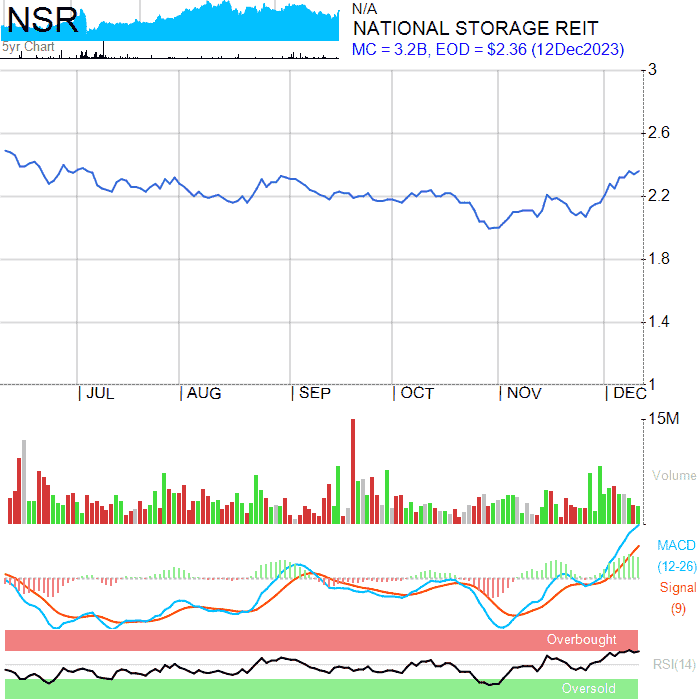 NSR
5yr Chart
N/A
NATIONAL STORAGE REIT
MC = 3.2B, EOD = $2.36 (12Dec2023)
3
2.6
2.2
1.8
1.4
1
JUL
AUG
SEP
OCT
NOV
DEC
15M
Volume
MACD
(12-26)
Signal
(9)
Overbought
RSI(14)
Oversold